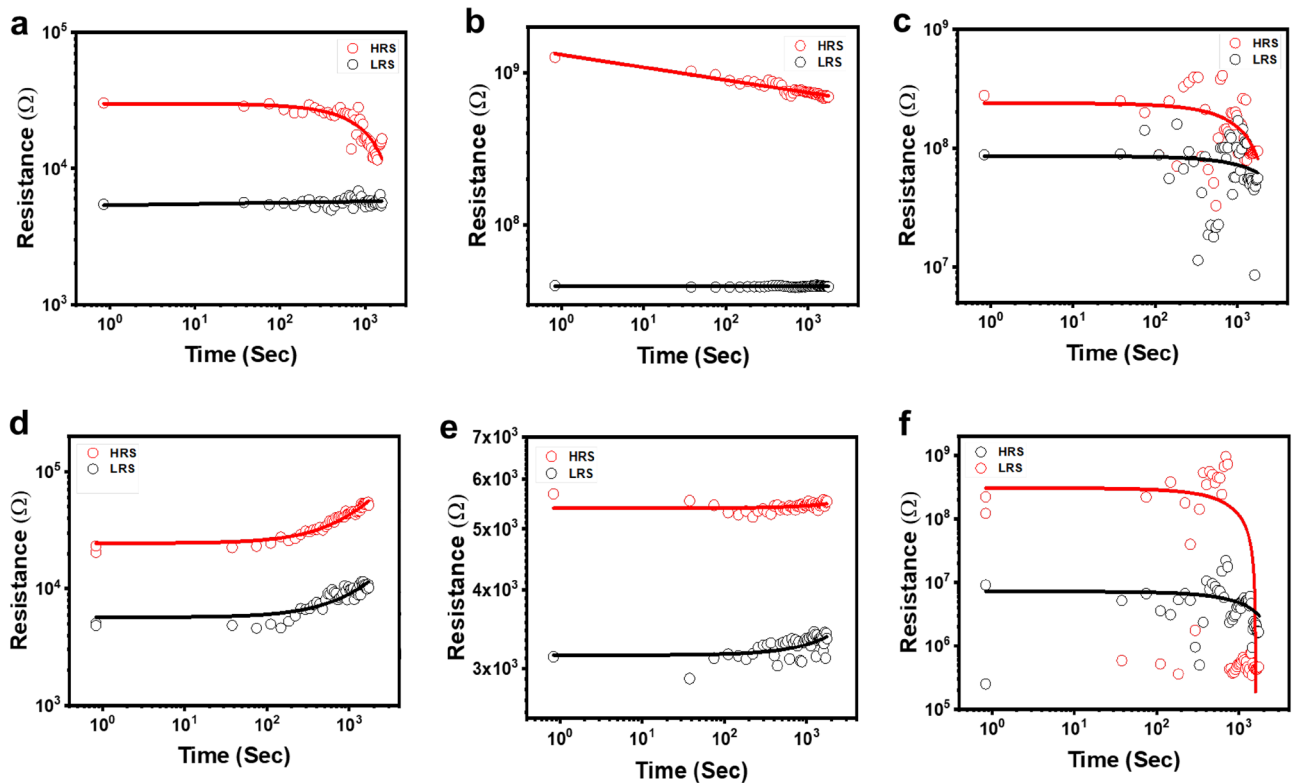 a
10^5
10^4
10^3
Resistance (Ω)
HRS
LRS
10^0 10^1 10^2 10^3
Time (Sec)
b
10^9
10^8
Resistance (Ω)
HRS
LRS
10^0 10^1 10^2 10^3
Time (Sec)
c
10^9
10^8
10^7
Resistance (Ω)
HRS
LRS
10^0 10^1 10^2 10^3
Time (Sec)
d
10^5
10^4
10^3
Resistance (Ω)
HRS
LRS
10^0 10^1 10^2 10^3
Time (Sec)
e
7x10^3
6x10^3
5x10^3
4x10^3
3x10^3
Resistance (Ω)
HRS
LRS
10^0 10^1 10^2 10^3
Time (Sec)
f
10^9
10^8
10^7
10^6
10^5
Resistance (Ω)
HRS
LRS
10^0 10^1 10^2 10^3
Time (Sec)